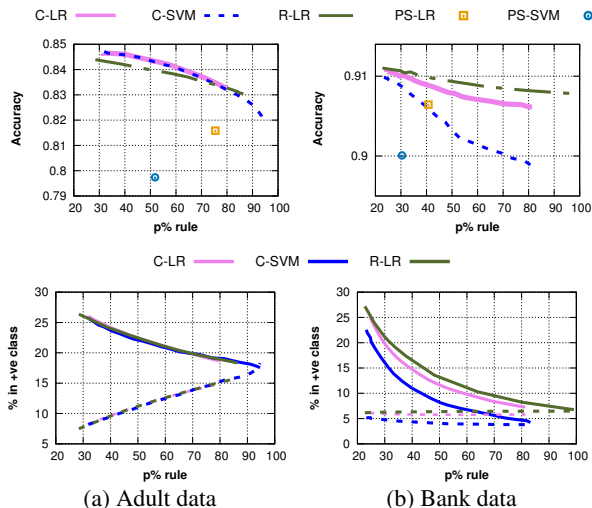 C-LR C-SVM R-LR PS-LR PS-SVM
0.85
0.84
0.83
0.82
0.81
0.8
0.79
Accuracy
20 30 40 50 60 70 80 90 100
p% rule
0.91
0.9
Accuracy
20 30 40 50 60 70 80 90 100
p% rule
C-LR C-SVM R-LR
30
25
20
15
10
5
% in +ve class
20 30 40 50 60 70 80 90 100
p% rule
30
25
20
15
10
5
0
% in +ve class
20 30 40 50 60 70 80 90 100
p% rule
(a) Adult data
(b) Bank data